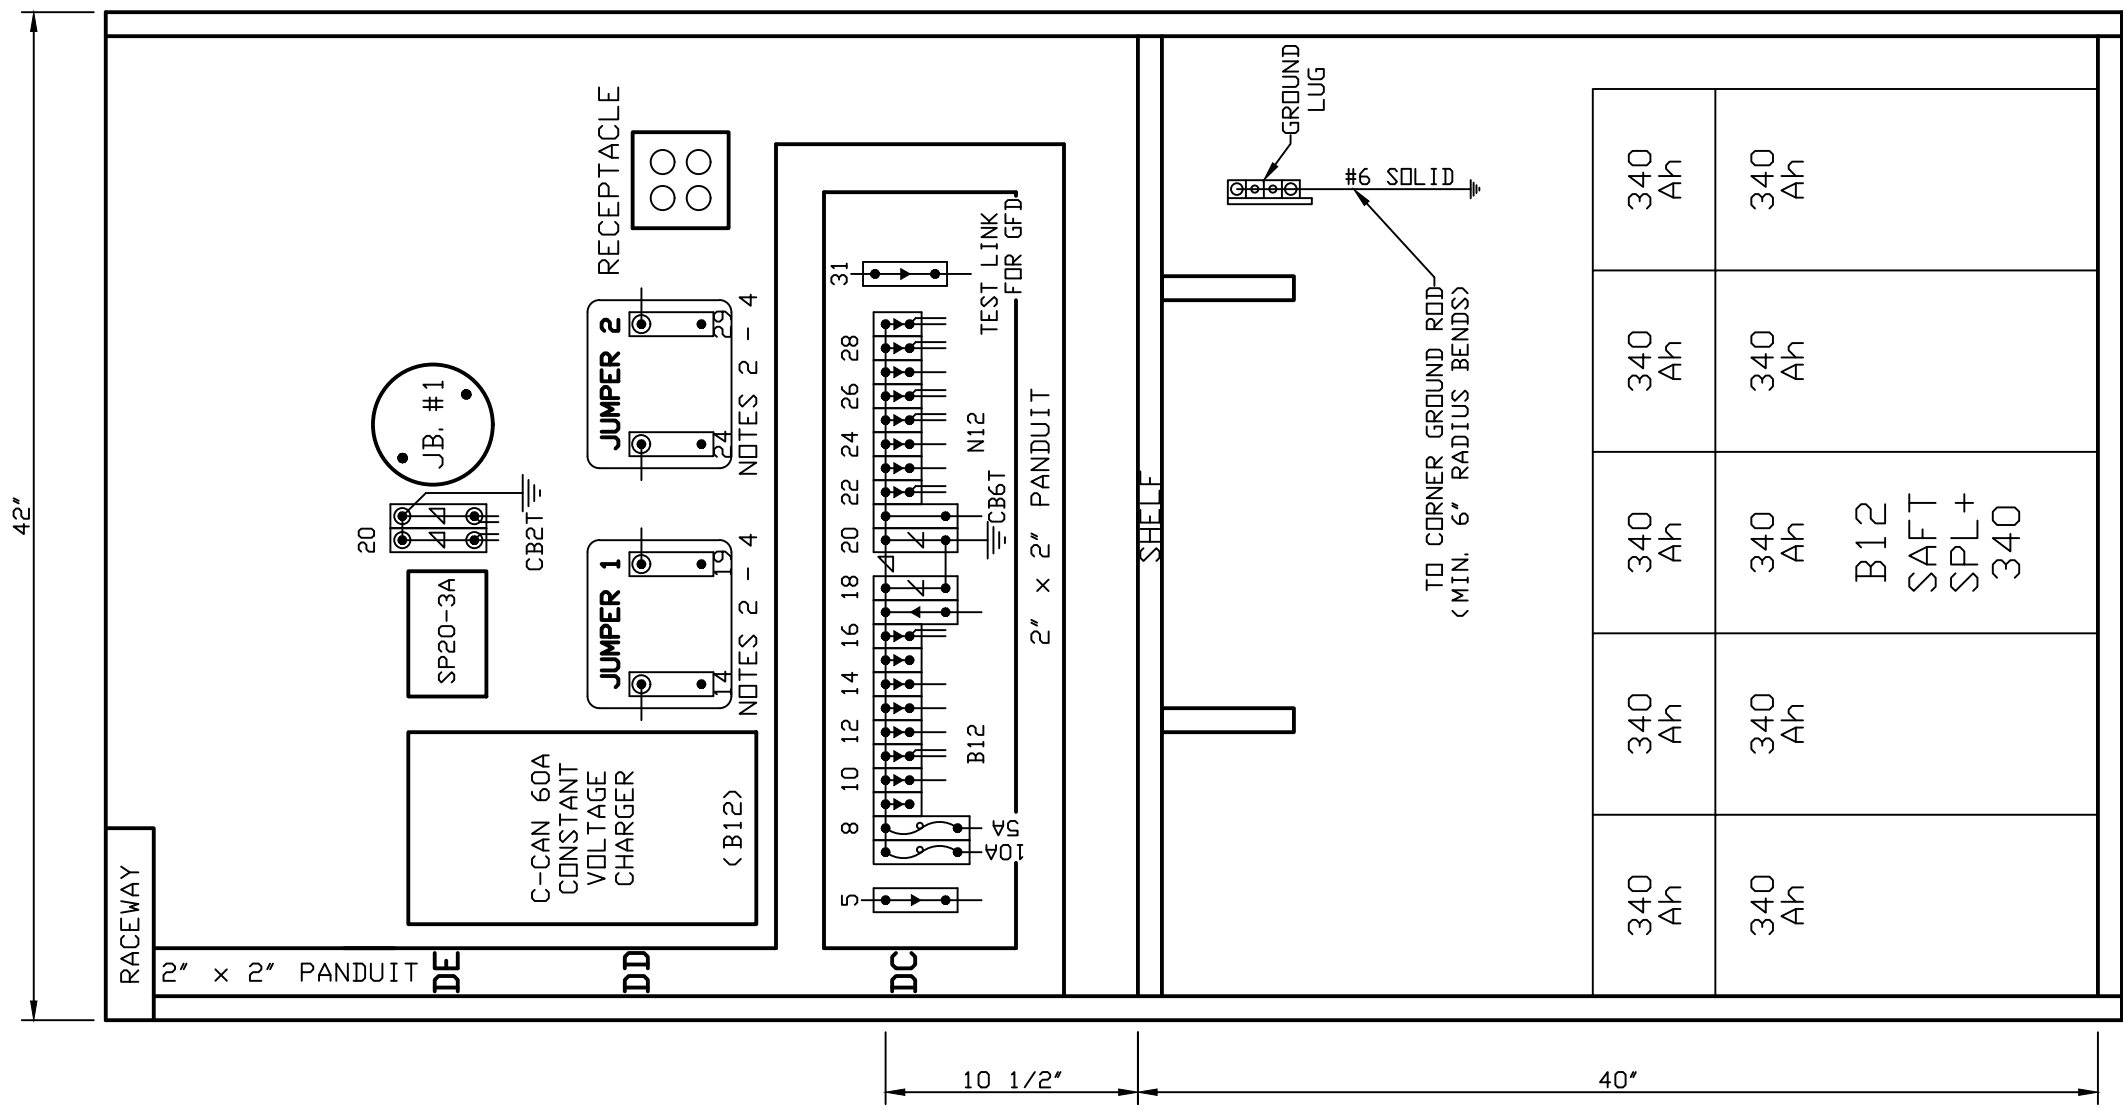 42"
RACEWAY
2" x 2" PANDUIT
DE
DD
DC
C-CAN 60A
CONSTANT
VOLTAGE
CHARGER
(B12)
SP20-3A
20
CB2T
JB. #1
JUMPER 1
14
19
NOTES 2 - 4
JUMPER 2
24
29
NOTES 2 - 4
RECEPTACLE
5
8
10
12
14
16
18
20
22
24
26
28
31
10A
5A
B12
CB6T
N12
TEST LINK
FOR GFD
2" x 2" PANDUIT
SHELF
GROUND
LUG
#6 SOLID
TO CORNER GROUND ROD
(MIN. 6" RADIUS BENDS)
340
Ah
340
Ah
340
Ah
340
Ah
340
Ah
340
Ah
340
Ah
340
Ah
340
Ah
340
Ah
B12
SAFT
SPL+
340
10 1/2"
40"